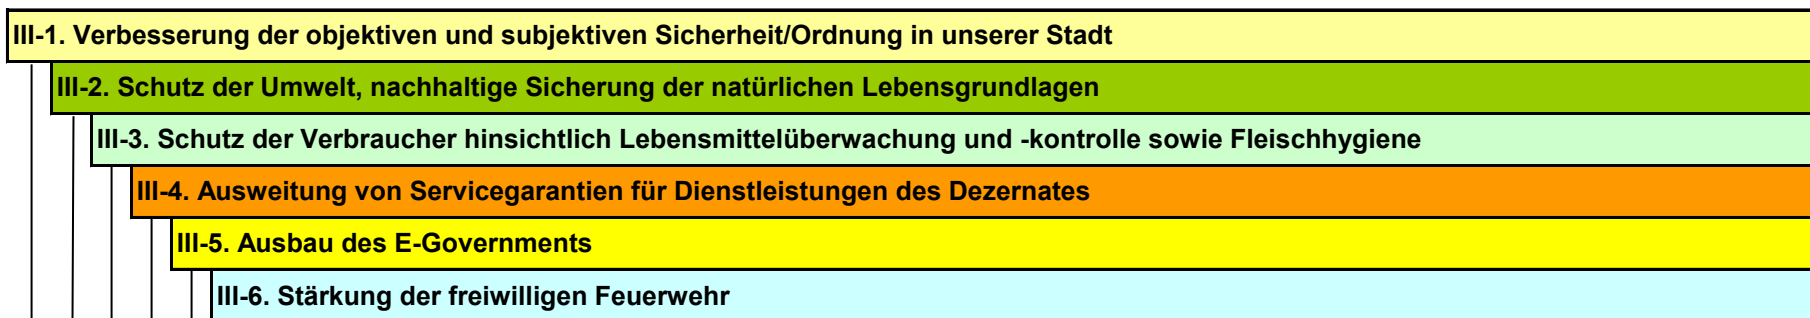 III-1. Verbesserung der objektiven und subjektiven Sicherheit/Ordnung in unserer Stadt
III-2. Schutz der Umwelt, nachhaltige Sicherung der natürlichen Lebensgrundlagen
III-3. Schutz der Verbraucher hinsichtlich Lebensmittelüberwachung und -kontrolle sowie Fleischhygiene
III-4. Ausweitung von Servicegarantien für Dienstleistungen des Dezernates
III-5. Ausbau des E-Governments
III-6. Stärkung der freiwilligen Feuerwehr